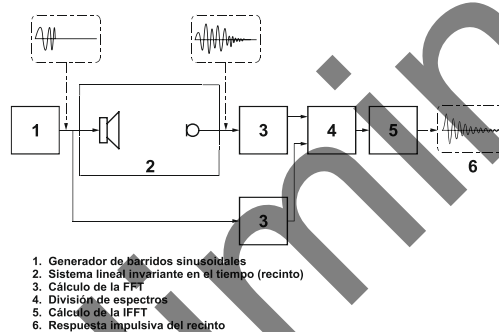 1
2
3
4
5
6
3
1. Generador de barridos sinusoidales
2. Sistema lineal invariante en el tiempo (recinto)
3. Cálculo de la FFT
4. División de espectros
5. Cálculo de la IFFT
6. Respuesta impulsiva del recinto